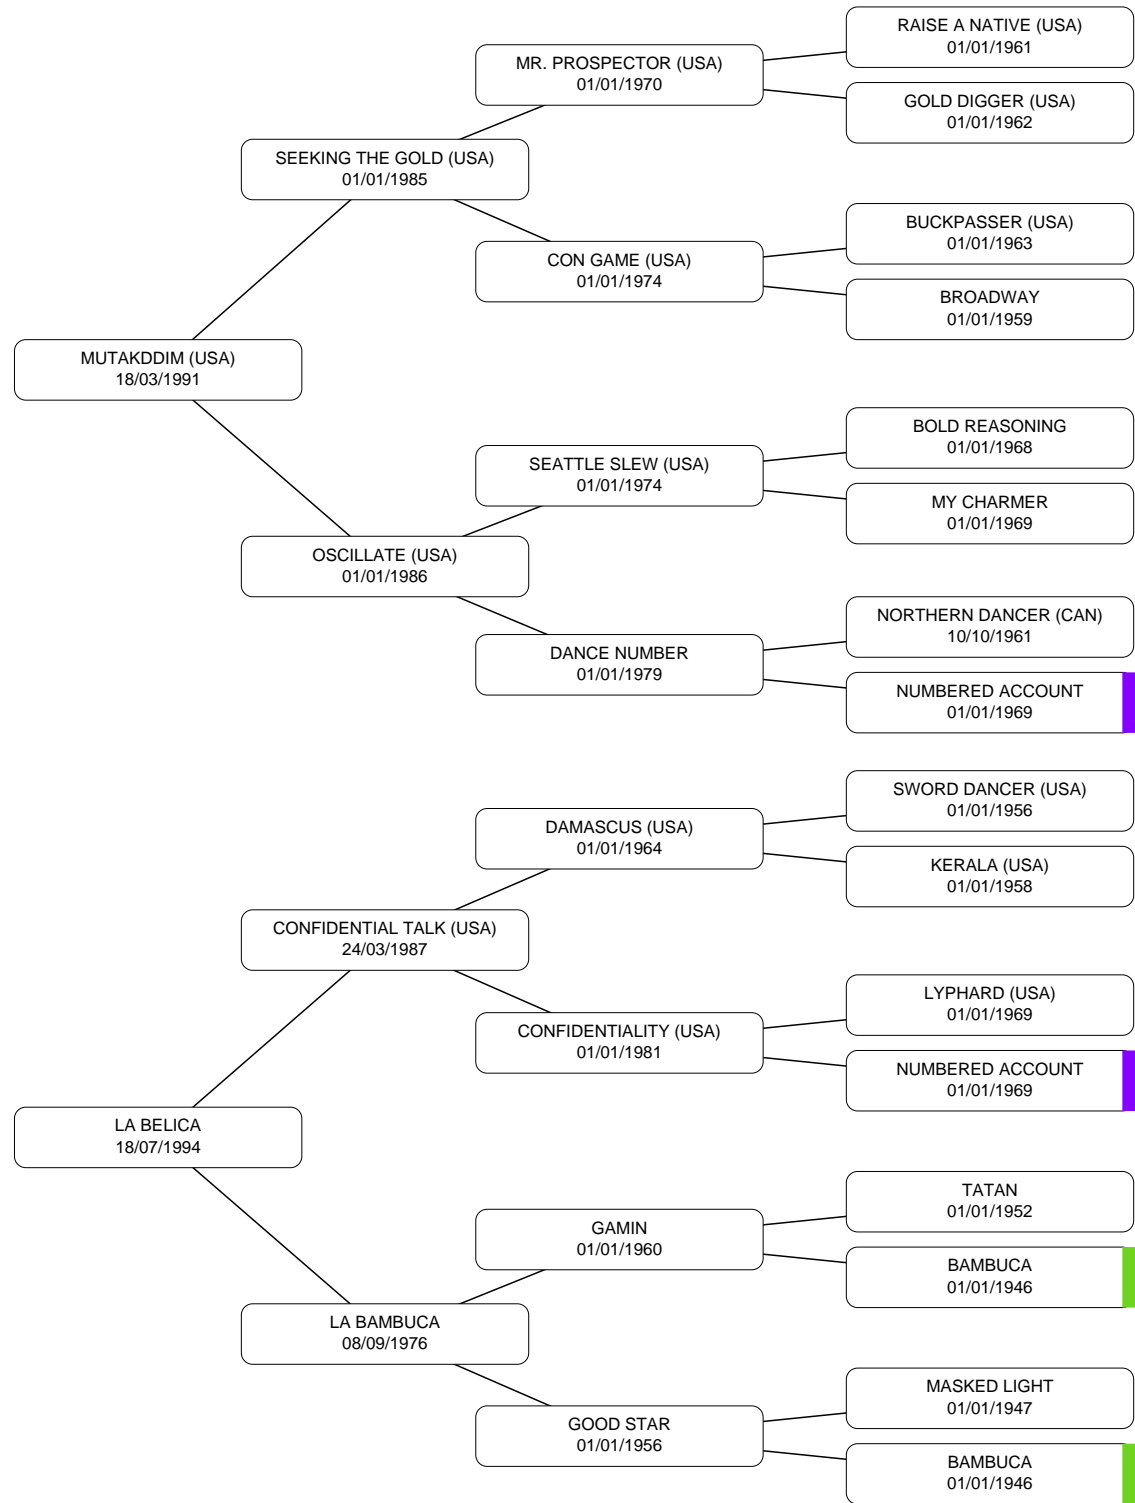 RAISE A NATIVE (USA)
01/01/1961
MR. PROSPECTOR (USA)
01/01/1970
GOLD DIGGER (USA)
01/01/1962
SEEKING THE GOLD (USA)
01/01/1985
BUCKPASSER (USA)
01/01/1963
CON GAME (USA)
01/01/1974
BROADWAY
01/01/1959
MUTAKDDIM (USA)
18/03/1991
BOLD REASONING
01/01/1968
SEATTLE SLEW (USA)
01/01/1974
MY CHARMER
01/01/1969
OSCILLATE (USA)
01/01/1986
NORTHERN DANCER (CAN)
10/10/1961
DANCE NUMBER
01/01/1979
NUMBERED ACCOUNT
01/01/1969
SWORD DANCER (USA)
01/01/1956
DAMASCUS (USA)
01/01/1964
KERALA (USA)
01/01/1958
CONFIDENTIAL TALK (USA)
24/03/1987
LYPHARD (USA)
01/01/1969
CONFIDENTIALITY (USA)
01/01/1981
NUMBERED ACCOUNT
01/01/1969
LA BELICA
18/07/1994
TATAN
01/01/1952
GAMIN
01/01/1960
BAMBUCA
01/01/1946
LA BAMBUCA
08/09/1976
MASKED LIGHT
01/01/1947
GOOD STAR
01/01/1956
BAMBUCA
01/01/1946